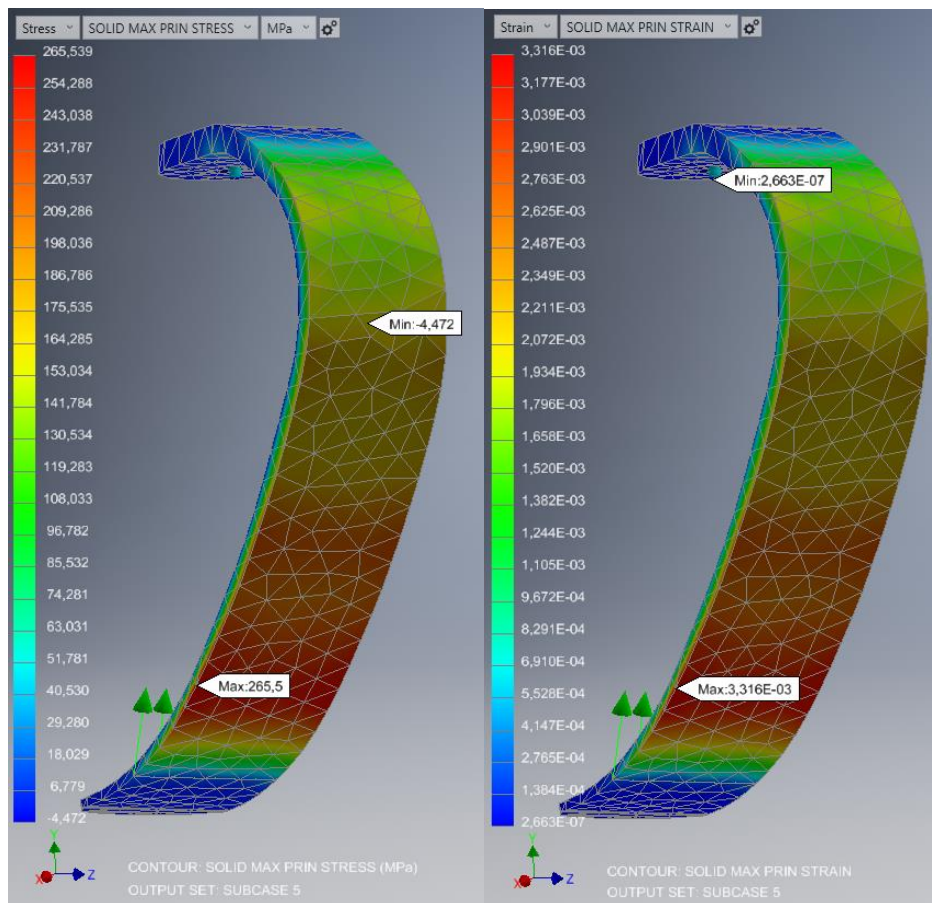 Stress SOLID MAX PRIN STRESS MPa
265,539
254,288
243,038
231,787
220,537
209,286
198,036
186,786
175,535
164,285
153,034
141,784
130,534
119,283
108,033
96,782
85,532
74,281
63,031
51,781
40,530
29,280
18,029
6,779
-4,472
Min:-4,472
Max:265,5
Y
X
Z
CONTOUR: SOLID MAX PRIN STRESS (MPa)
OUTPUT SET: SUBCASE 5
Strain SOLID MAX PRIN STRAIN
3,316E-03
3,177E-03
3,039E-03
2,901E-03
2,763E-03
2,625E-03
2,487E-03
2,349E-03
2,211E-03
2,072E-03
1,934E-03
1,796E-03
1,658E-03
1,520E-03
1,382E-03
1,244E-03
1,105E-03
9,672E-04
8,291E-04
6,910E-04
5,528E-04
4,147E-04
2,765E-04
1,384E-04
2,663E-07
Min:2,663E-07
Max:3,316E-03
Y
X
Z
CONTOUR: SOLID MAX PRIN STRAIN
OUTPUT SET: SUBCASE 5